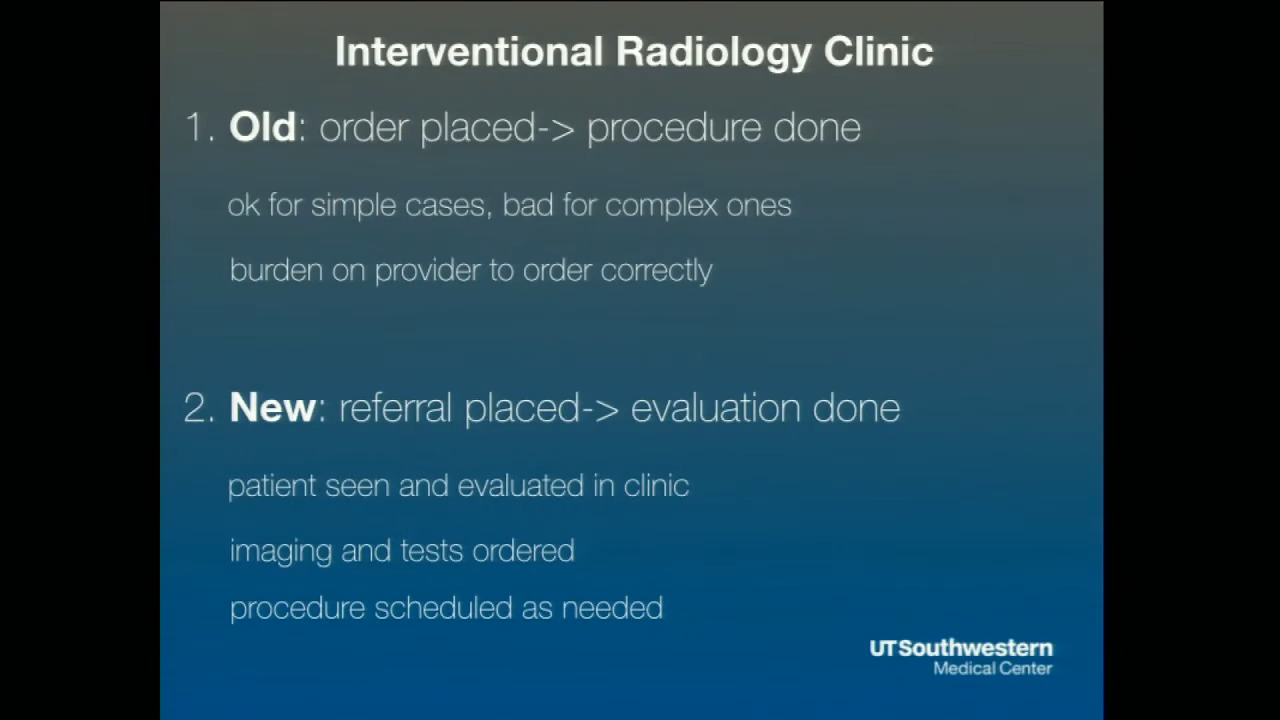 Interventional Radiology Clinic
1. Old: order placed-> procedure done
ok for simple cases, bad for complex ones
burden on provider to order correctly
2. New: referral placed-> evaluation done
patient seen and evaluated in clinic
imaging and tests ordered
procedure scheduled as needed
UTSouthwestern
Medical Center